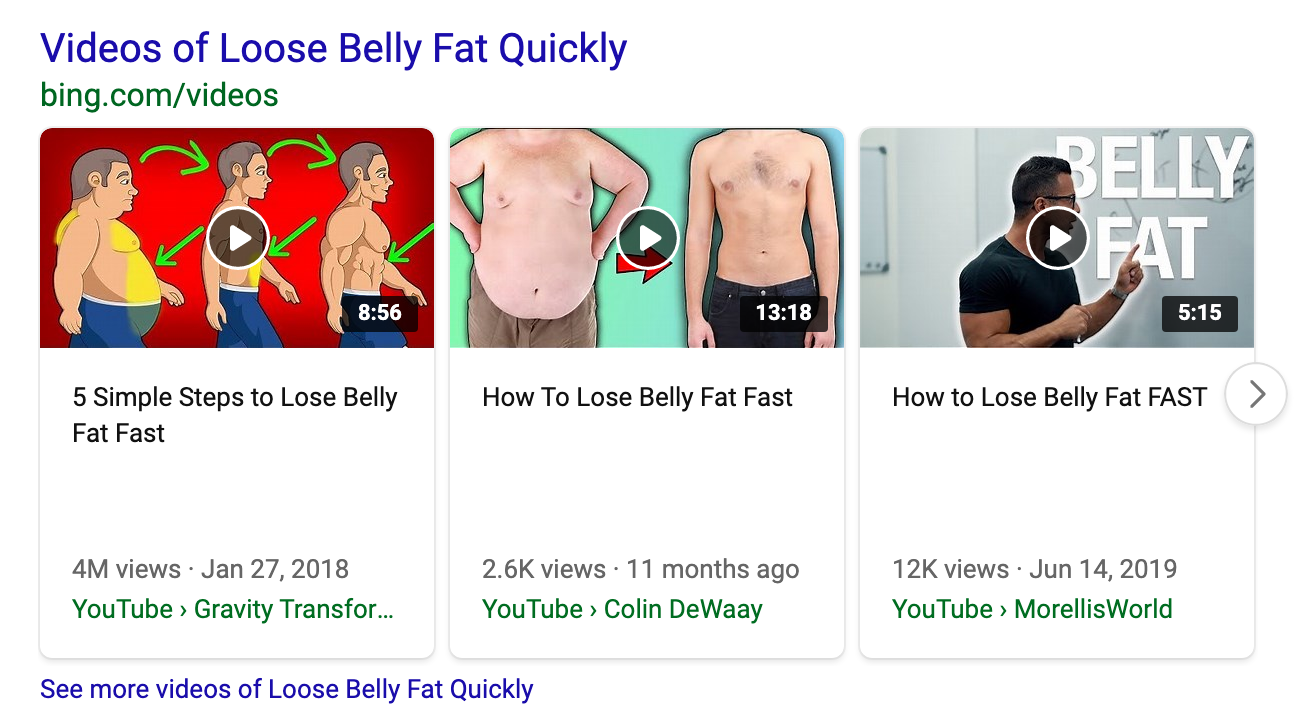 Videos of Loose Belly Fat Quickly
bing.com/videos
8:56
5 Simple Steps to Lose Belly
Fat Fast
4M views · Jan 27, 2018
YouTube › Gravity Transfor...
13:18
How To Lose Belly Fat Fast
2.6K views · 11 months ago
YouTube › Colin DeWaay
BELLY
FAT
5:15
How to Lose Belly Fat FAST
12K views · Jun 14, 2019
YouTube › MorellisWorld
See more videos of Loose Belly Fat Quickly